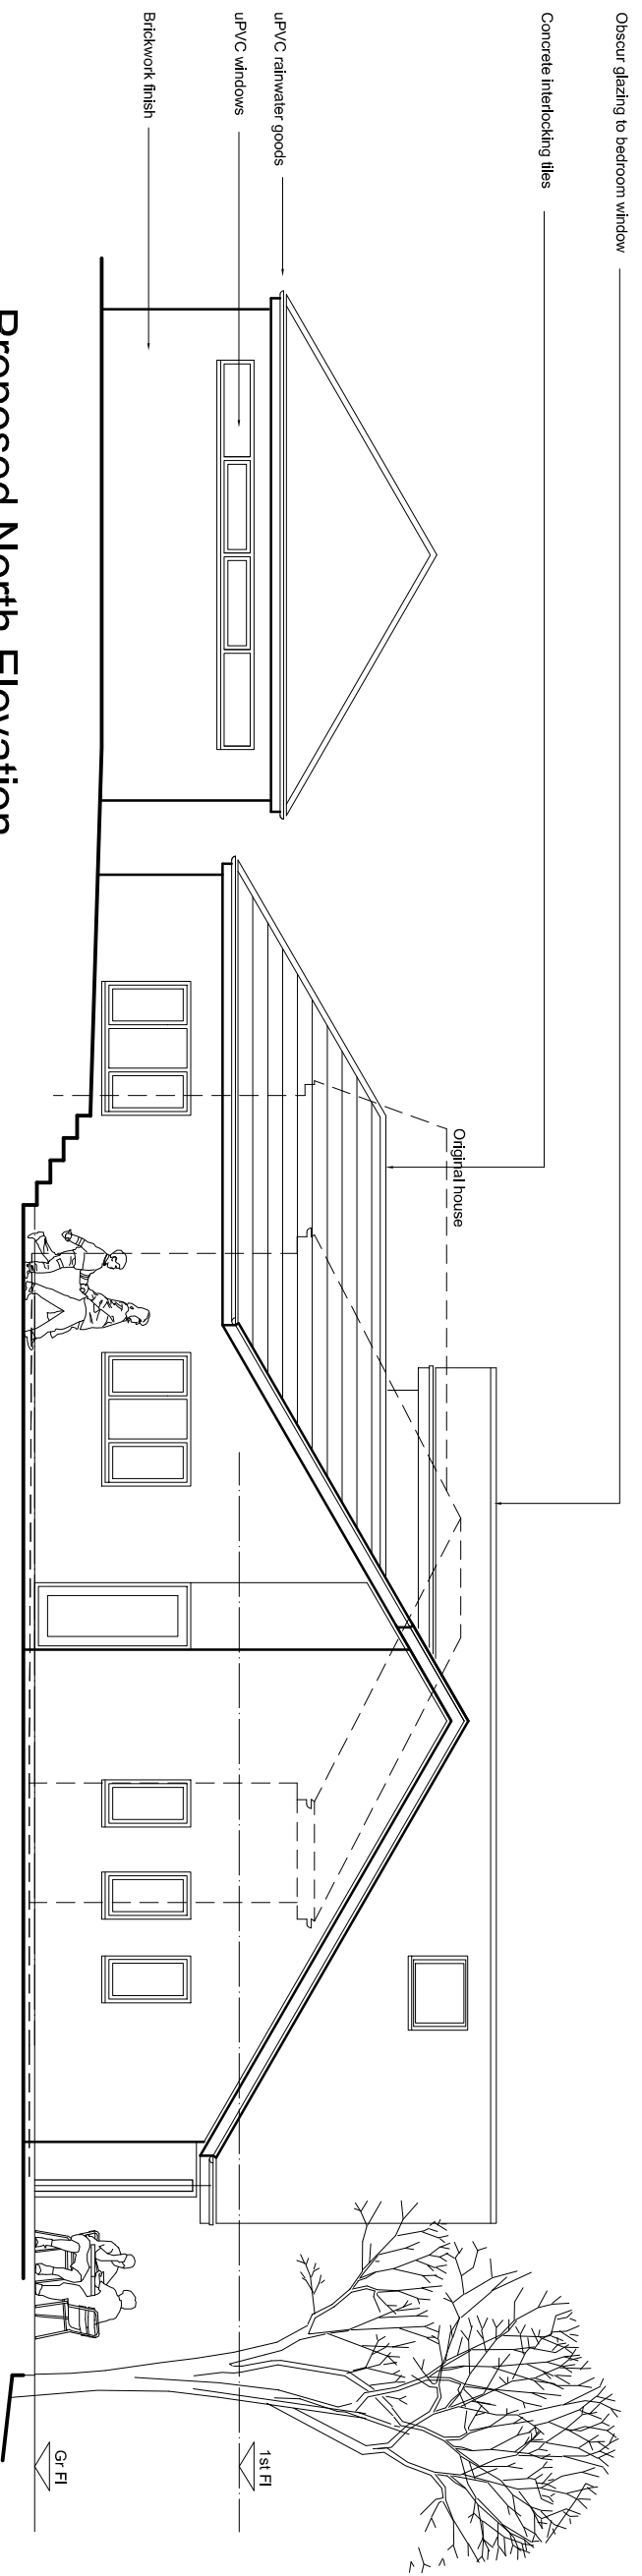 Obscur glazing to bedroom window
Concrete interlocking tiles
uPVC rainwater goods
uPVC windows
Brickwork finish
Original house
1st Fl
Gr Fl
Proposed North Elevation